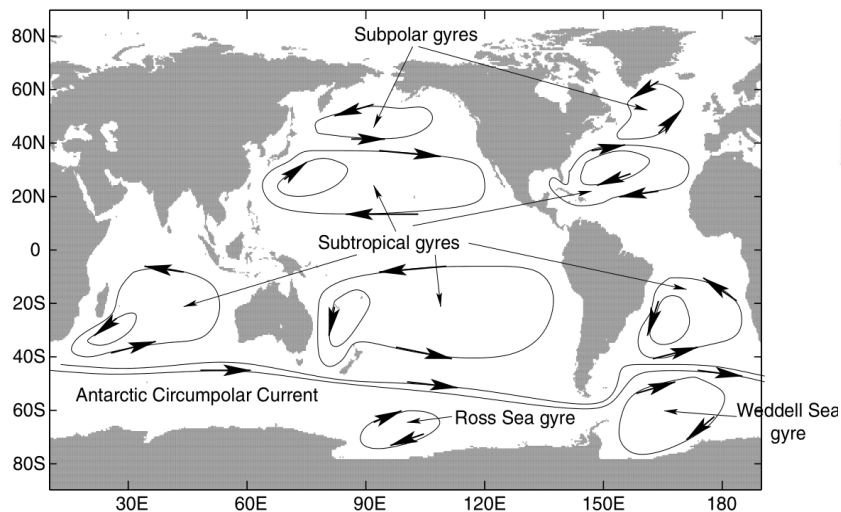 80N
Subpolar gyres
60N
40N
20N
0
Subtropical gyres
20S
40S
Antarctic Circumpolar Current
60S
Ross Sea gyre
Weddell Sea
gyre
80S
30E 60E 90E 120E 150E 180